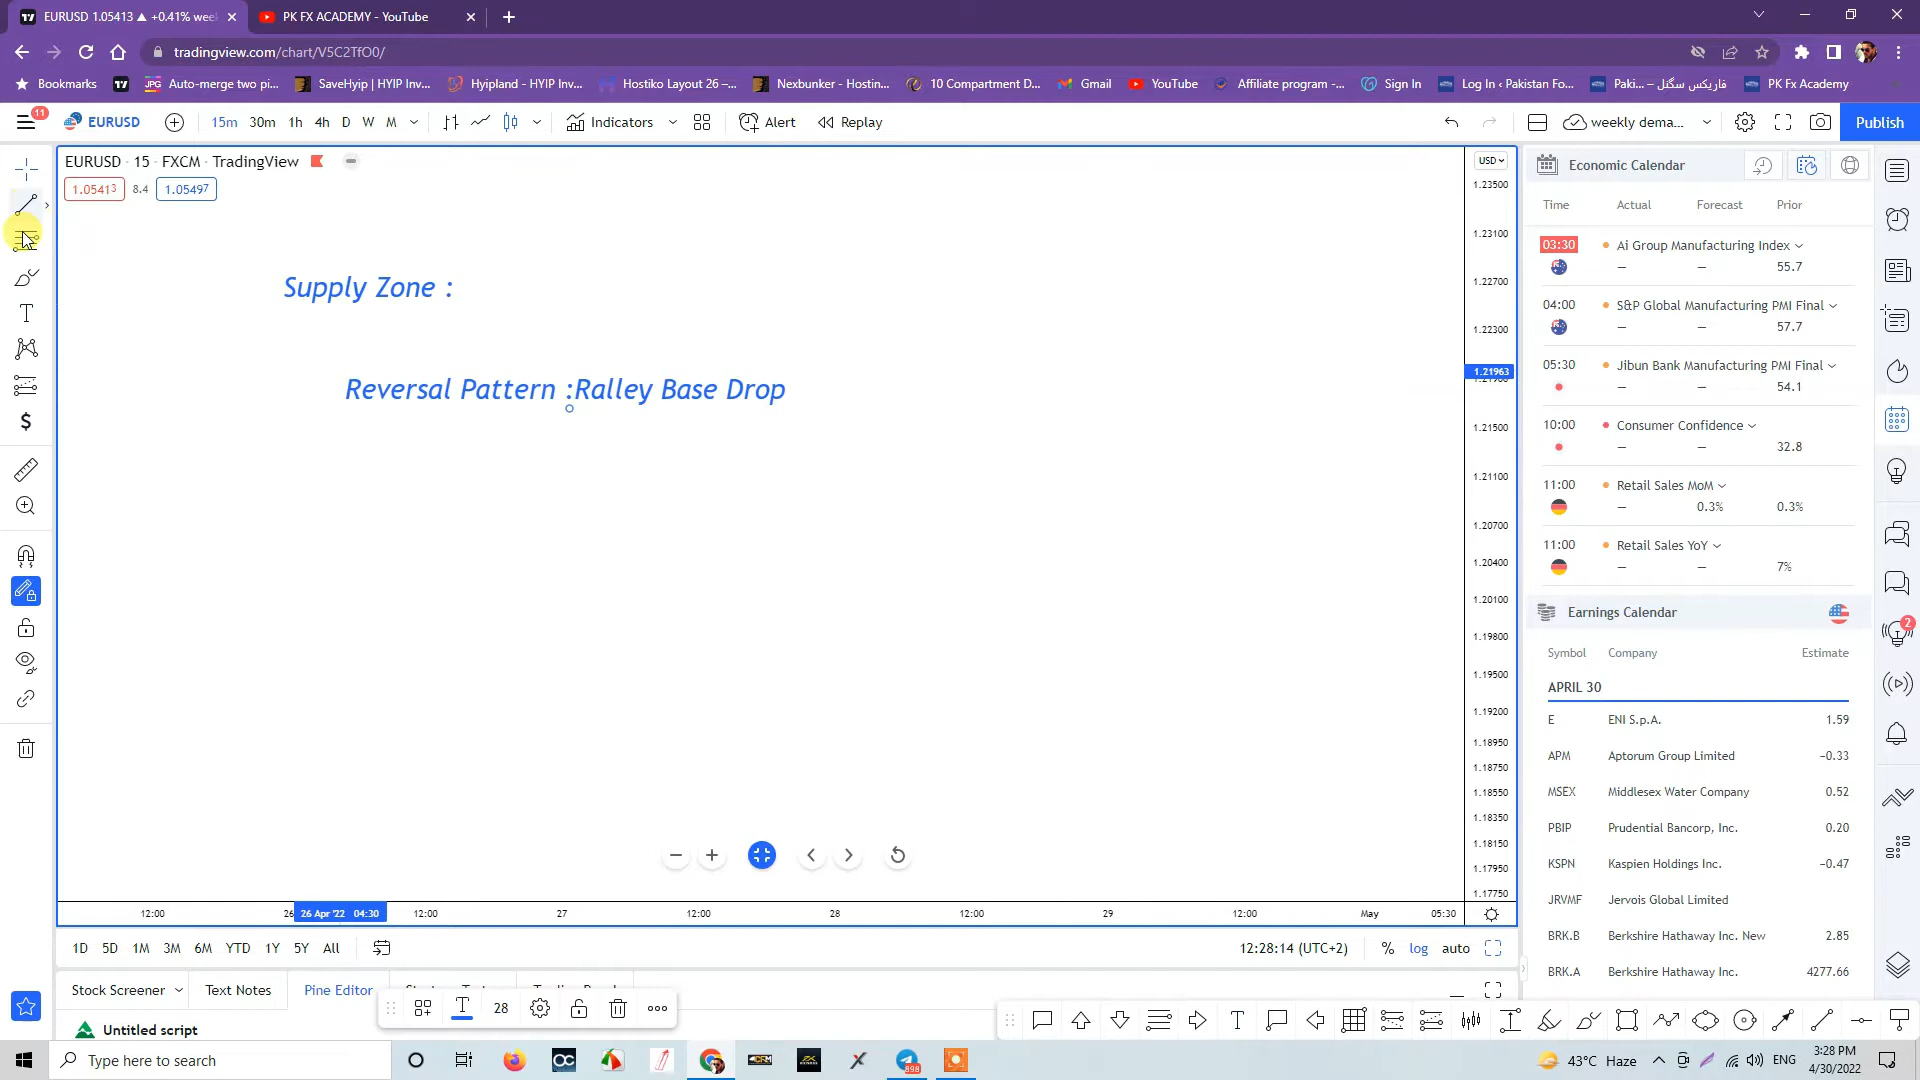 EURUSD 1.05413 ▲ +0.41% wee
PK FX ACADEMY - YouTube
tradingview.com/chart/V5C2TfO0/
Bookmarks
JPG Auto-merge two pi...
SaveHyip | HYIP Inv...
Hyipland - HYIP Inv...
Hostiko Layout 26 –...
Nexbunker - Hostin...
10 Compartment D...
Gmail
YouTube
Affiliate program -...
Sign In
Log In ‹ Pakistan Fo...
فاریکس سگنل – Paki...
PK Fx Academy
11
EURUSD
15m 30m 1h 4h D W M
Indicators
Alert
Replay
weekly dema...
Publish
EURUSD · 15 · FXCM · TradingView
1.05413 8.4 1.05497
Supply Zone :
Reversal Pattern :Ralley Base Drop
USD
1.23500
1.23100
1.22700
1.22300
1.21963
1.21500
1.21100
1.20700
1.20400
1.20100
1.19800
1.19500
1.19200
1.18950
1.18750
1.18550
1.18350
1.18150
1.17950
1.17750
12:00 26 26 Apr '22 04:30 12:00 27 12:00 28 12:00 29 12:00 May 05:30
1D 5D 1M 3M 6M YTD 1Y 5Y All
12:28:14 (UTC+2)
% log auto
Stock Screener
Text Notes
Pine Editor
28
Untitled script
Economic Calendar
Time Actual Forecast Prior
03:30 Ai Group Manufacturing Index
— — 55.7
04:00 S&P Global Manufacturing PMI Final
— — 57.7
05:30 Jibun Bank Manufacturing PMI Final
— — 54.1
10:00 Consumer Confidence
— — 32.8
11:00 Retail Sales MoM
— 0.3% 0.3%
11:00 Retail Sales YoY
— — 7%
Earnings Calendar
Symbol Company Estimate
APRIL 30
E ENI S.p.A. 1.59
APM Aptorum Group Limited −0.33
MSEX Middlesex Water Company 0.52
PBIP Prudential Bancorp, Inc. 0.20
KSPN Kaspien Holdings Inc. −0.47
JRVMF Jervois Global Limited
BRK.B Berkshire Hathaway Inc. New 2.85
BRK.A Berkshire Hathaway Inc. 4277.66
2
Type here to search
898
43°C Haze
ENG
3:28 PM
4/30/2022